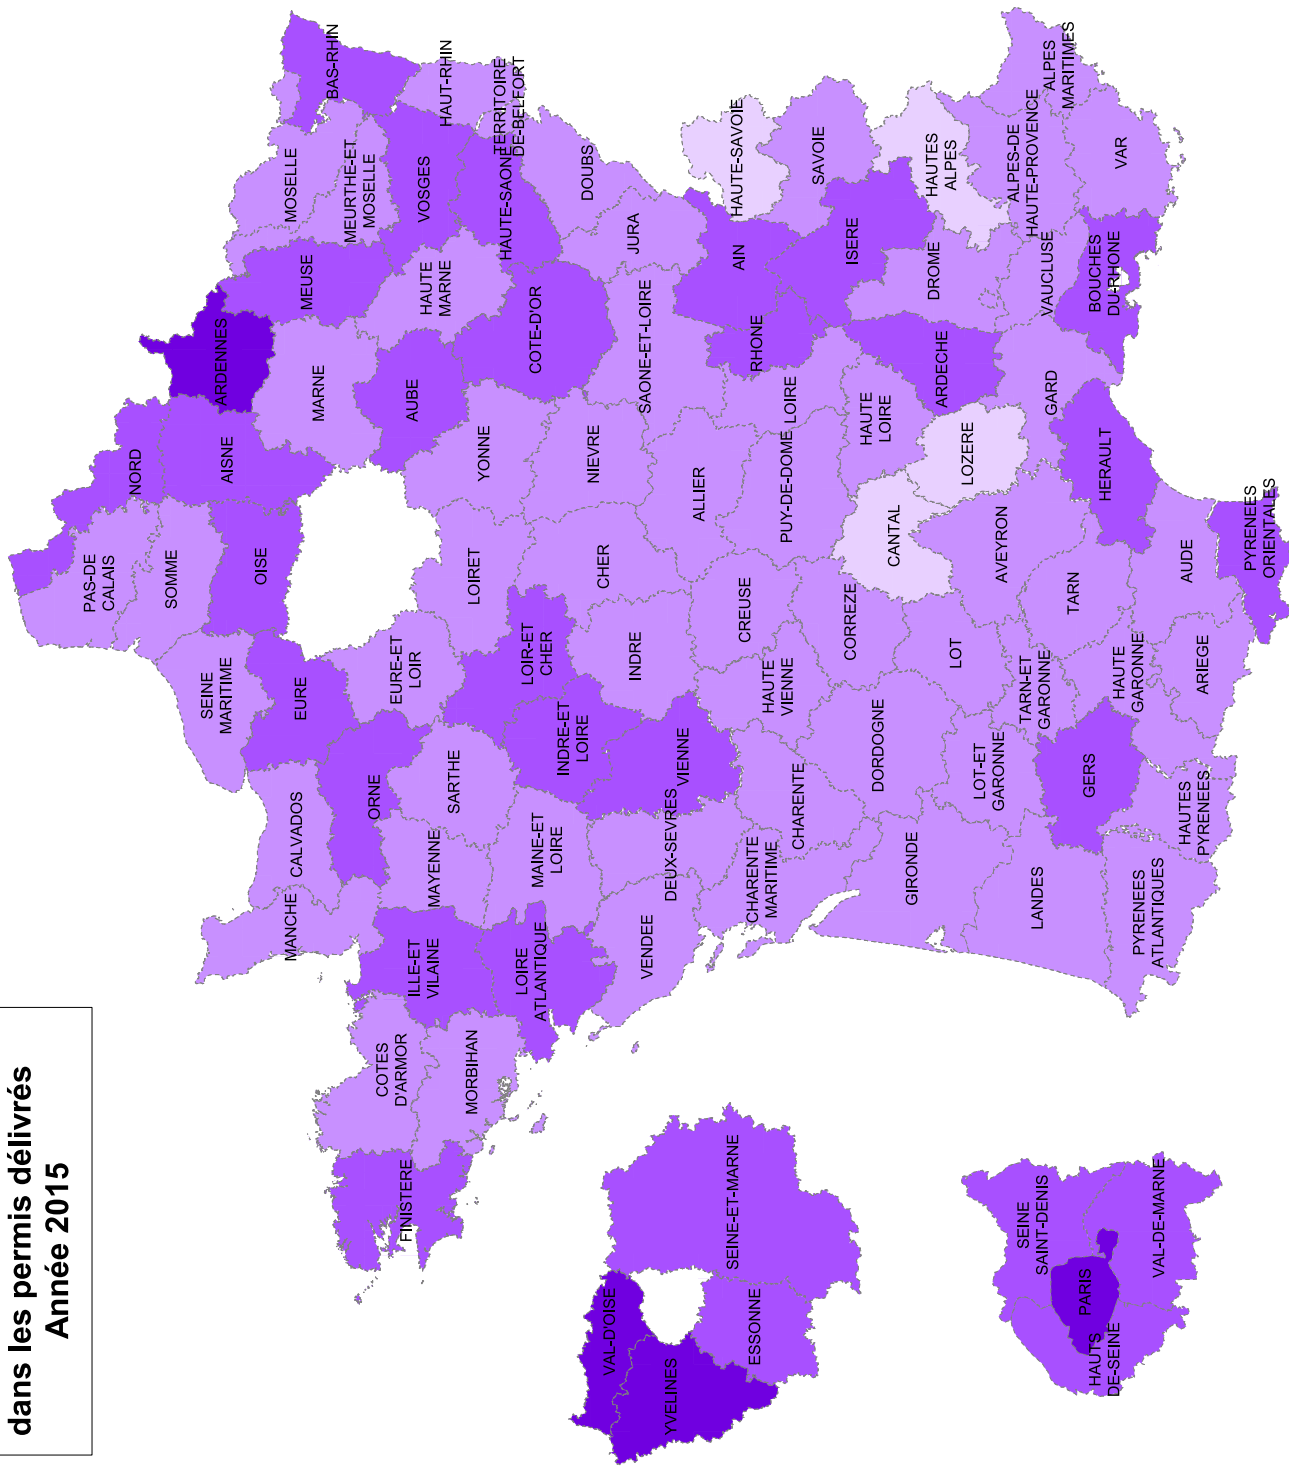 dans les permis délivrés
Année 2015
PAS-DE
CALAIS
NORD
SOMME
SEINE
MARITIME
OISE
AISNE
ARDENNES
MANCHE
CALVADOS
EURE
MARNE
MEUSE
MOSELLE
MEURTHE-ET
MOSELLE
BAS-RHIN
FINISTERE
COTES
D'ARMOR
MORBIHAN
ILLE-ET
VILAINE
MAYENNE
ORNE
SARTHE
EURE-ET
LOIR
AUBE
HAUTE
MARNE
VOSGES
HAUT-RHIN
LOIRE
ATLANTIQUE
MAINE-ET
LOIRE
INDRE-ET
LOIRE
LOIR-ET
CHER
LOIRET
YONNE
COTE-D'OR
HAUTE-SAONE
TERRITOIRE
DE-BELFORT
DOUBS
JURA
VENDEE
DEUX-SEVRES
VIENNE
INDRE
CHER
NIEVRE
SAONE-ET-LOIRE
ALLIER
CHARENTE
MARITIME
CHARENTE
HAUTE
VIENNE
CREUSE
PUY-DE-DOME
LOIRE
RHONE
AIN
HAUTE-SAVOIE
SAVOIE
GIRONDE
DORDOGNE
CORREZE
CANTAL
HAUTE
LOIRE
ARDECHE
DROME
ISERE
HAUTES
ALPES
LANDES
LOT-ET
GARONNE
LOT
AVEYRON
LOZERE
GARD
VAUCLUSE
ALPES-DE
HAUTE-PROVENCE
ALPES
MARITIMES
PYRENEES
ATLANTIQUES
HAUTES
PYRENEES
GERS
TARN-ET
GARONNE
HAUTE
GARONNE
TARN
HERAULT
BOUCHES
DU-RHONE
VAR
ARIEGE
AUDE
PYRENEES
ORIENTALES
VAL-D'OISE
YVELINES
ESSONNE
SEINE-ET-MARNE
SEINE
SAINT-DENIS
PARIS
HAUTS
DE-SEINE
VAL-DE-MARNE